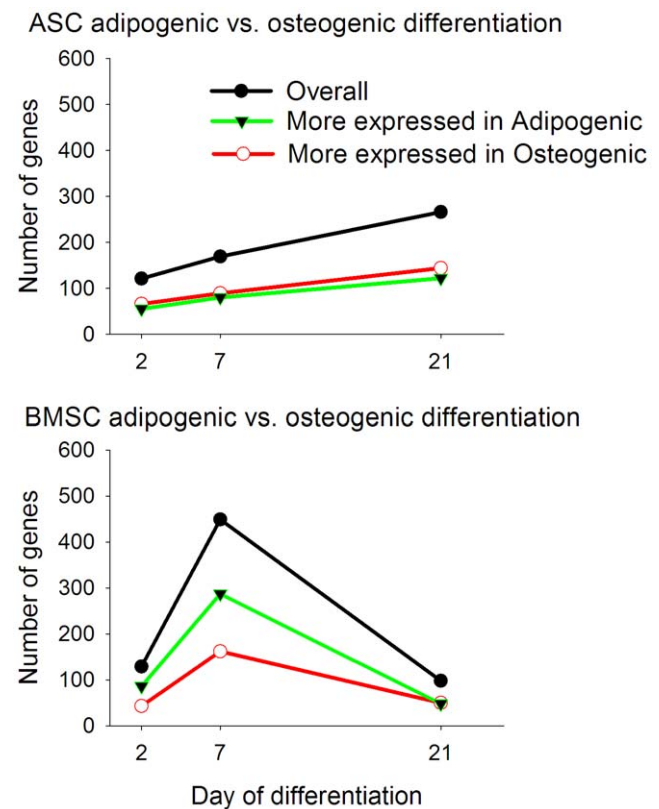 ASC adipogenic vs. osteogenic differentiation
600
500
400
300
200
100
0
Number of genes
Overall
More expressed in Adipogenic
More expressed in Osteogenic
2 7 21
BMSC adipogenic vs. osteogenic differentiation
600
500
400
300
200
100
0
Number of genes
2 7 21
Day of differentiation